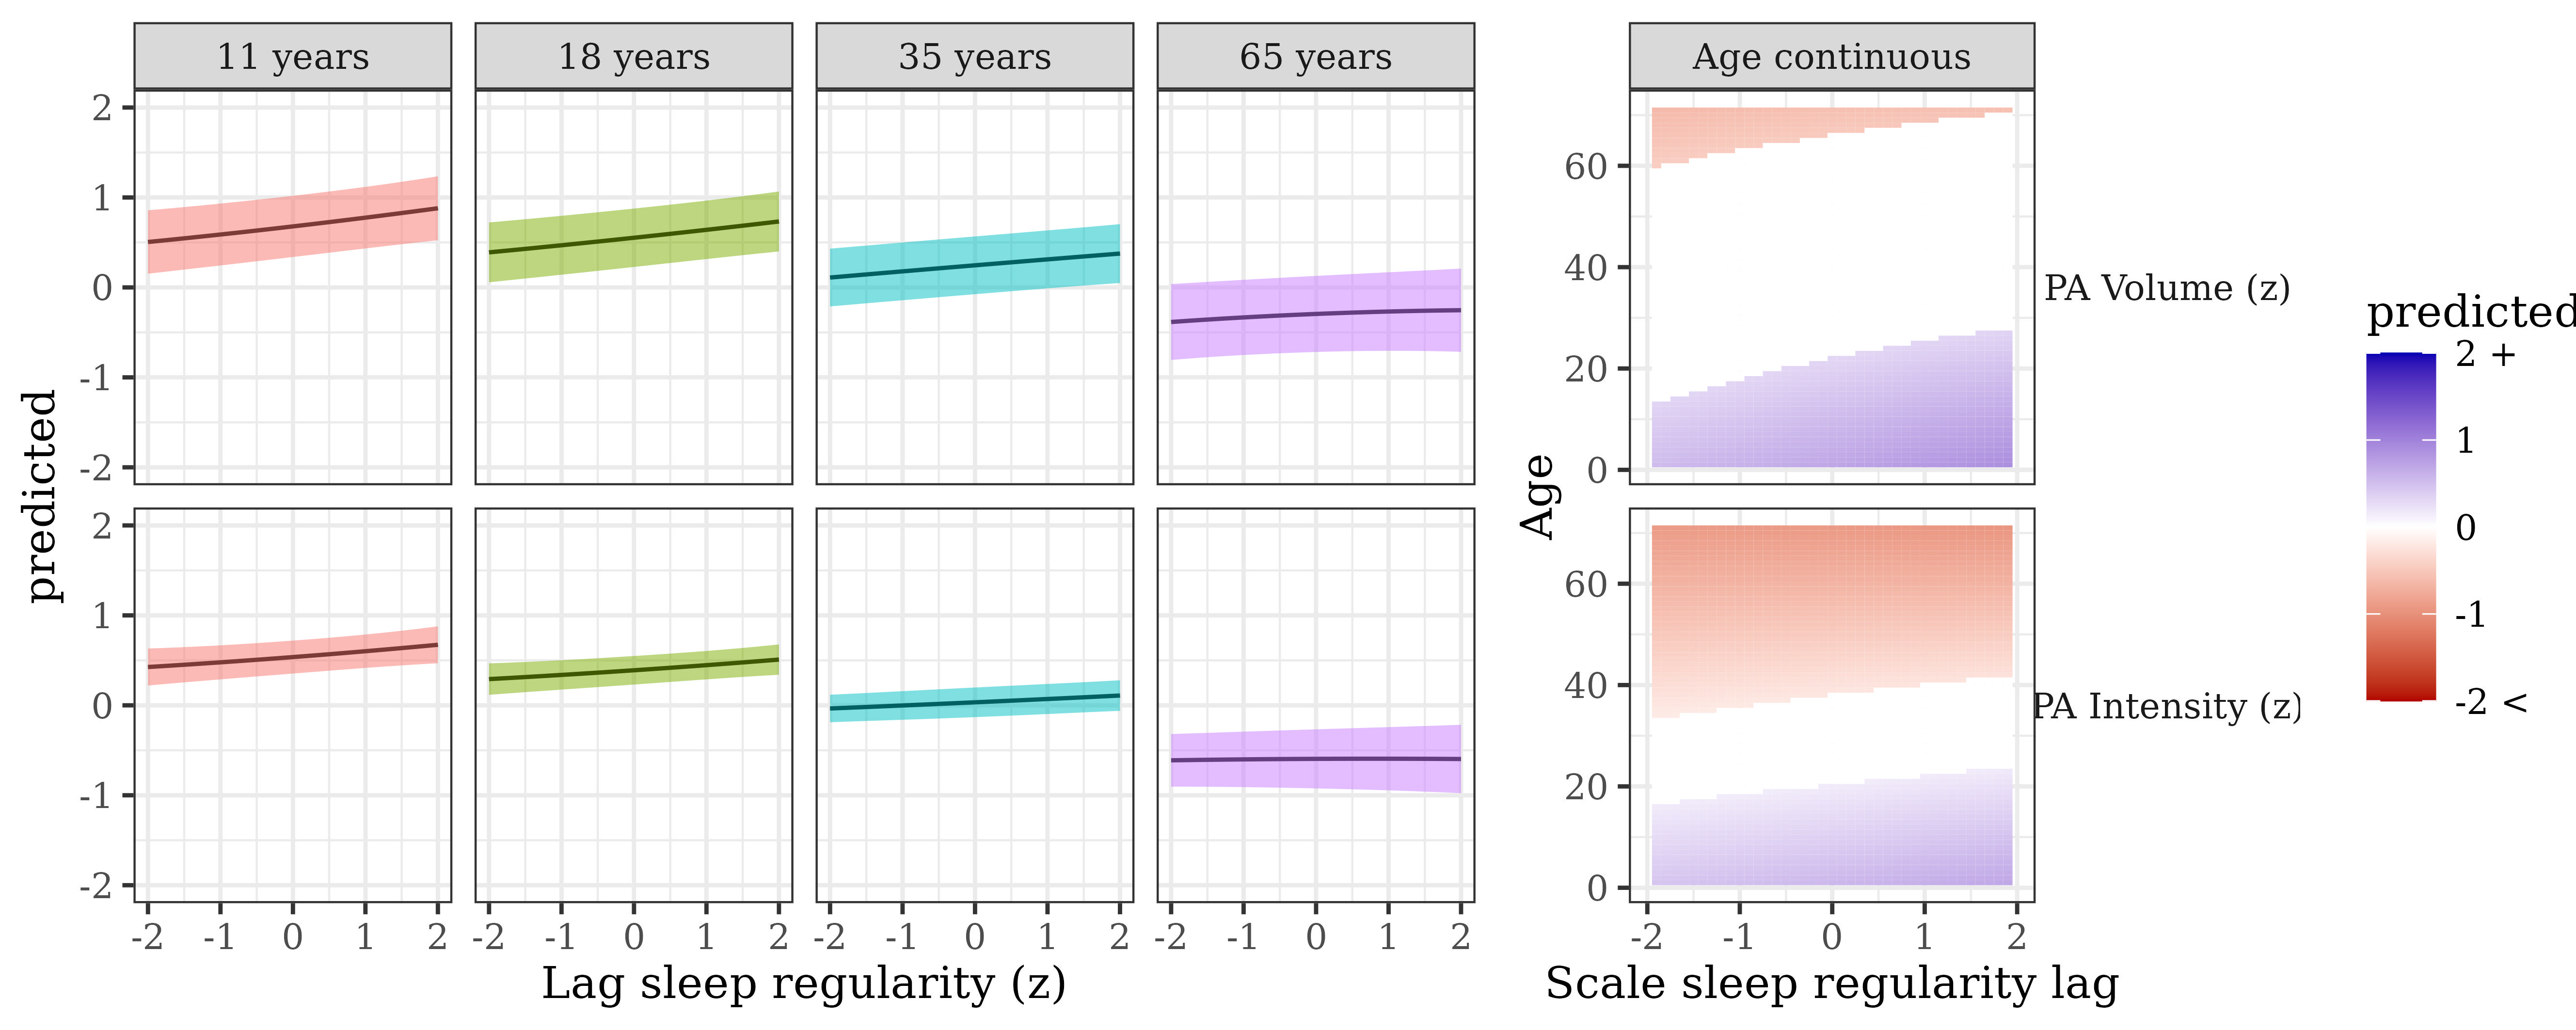 11 years
18 years
35 years
65 years
Age continuous
predicted
2
1
0
-1
-2
2
1
0
-1
-2
-2 -1 0 1 2
-2 -1 0 1 2
-2 -1 0 1 2
-2 -1 0 1 2
Lag sleep regularity (z)
Age
60
40
20
0
60
40
20
0
-2 -1 0 1 2
Scale sleep regularity lag
PA Volume (z)
PA Intensity (z)
predicted
2 +
1
0
-1
-2 <